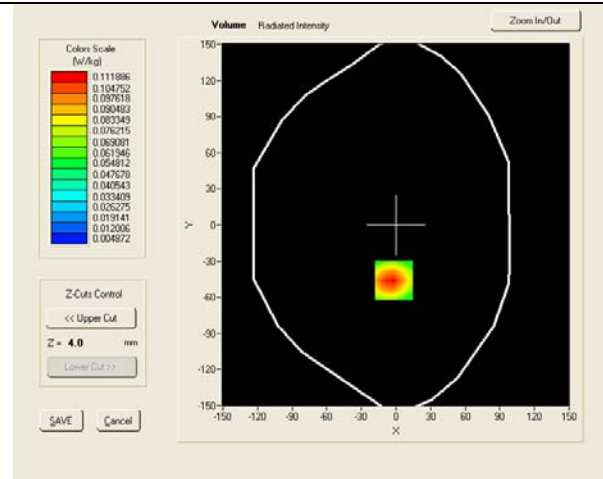 Volume Radiated Intensity
Zoom In/Out
Colors Scale
(W/kg)
0.111886
0.104752
0.097618
0.090483
0.083349
0.076215
0.069081
0.061946
0.054812
0.047678
0.040543
0.033409
0.026275
0.019141
0.012006
0.004872
Z-Cuts Control
<< Upper Cut
Z = 4.0 mm
Lower Cut >>
SAVE Cancel
150
120
90
60
30
0
-30
-60
-90
-120
-150
Y
-150 -120 -90 -60 -30 0 30 60 90 120 150
X